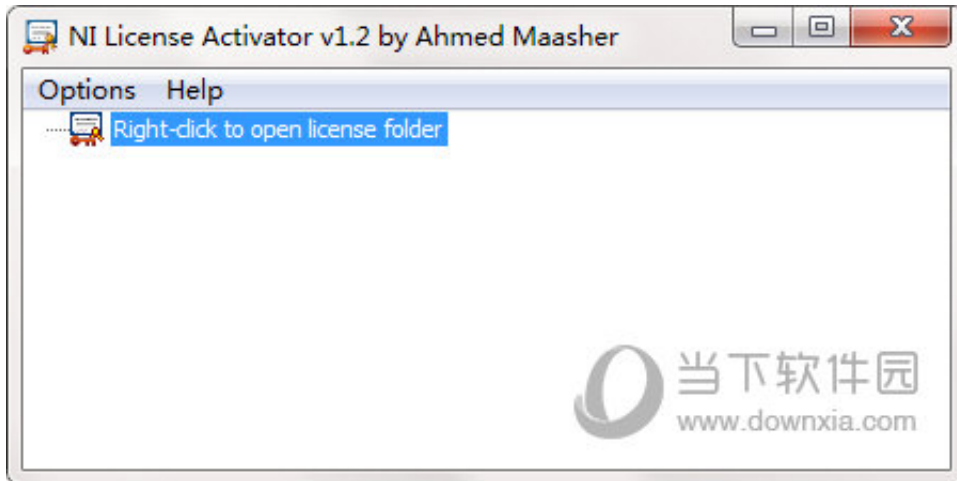 NI License Activator v1.2 by Ahmed Maasher
Options Help
Right-click to open license folder
当下软件园
www.downxia.com